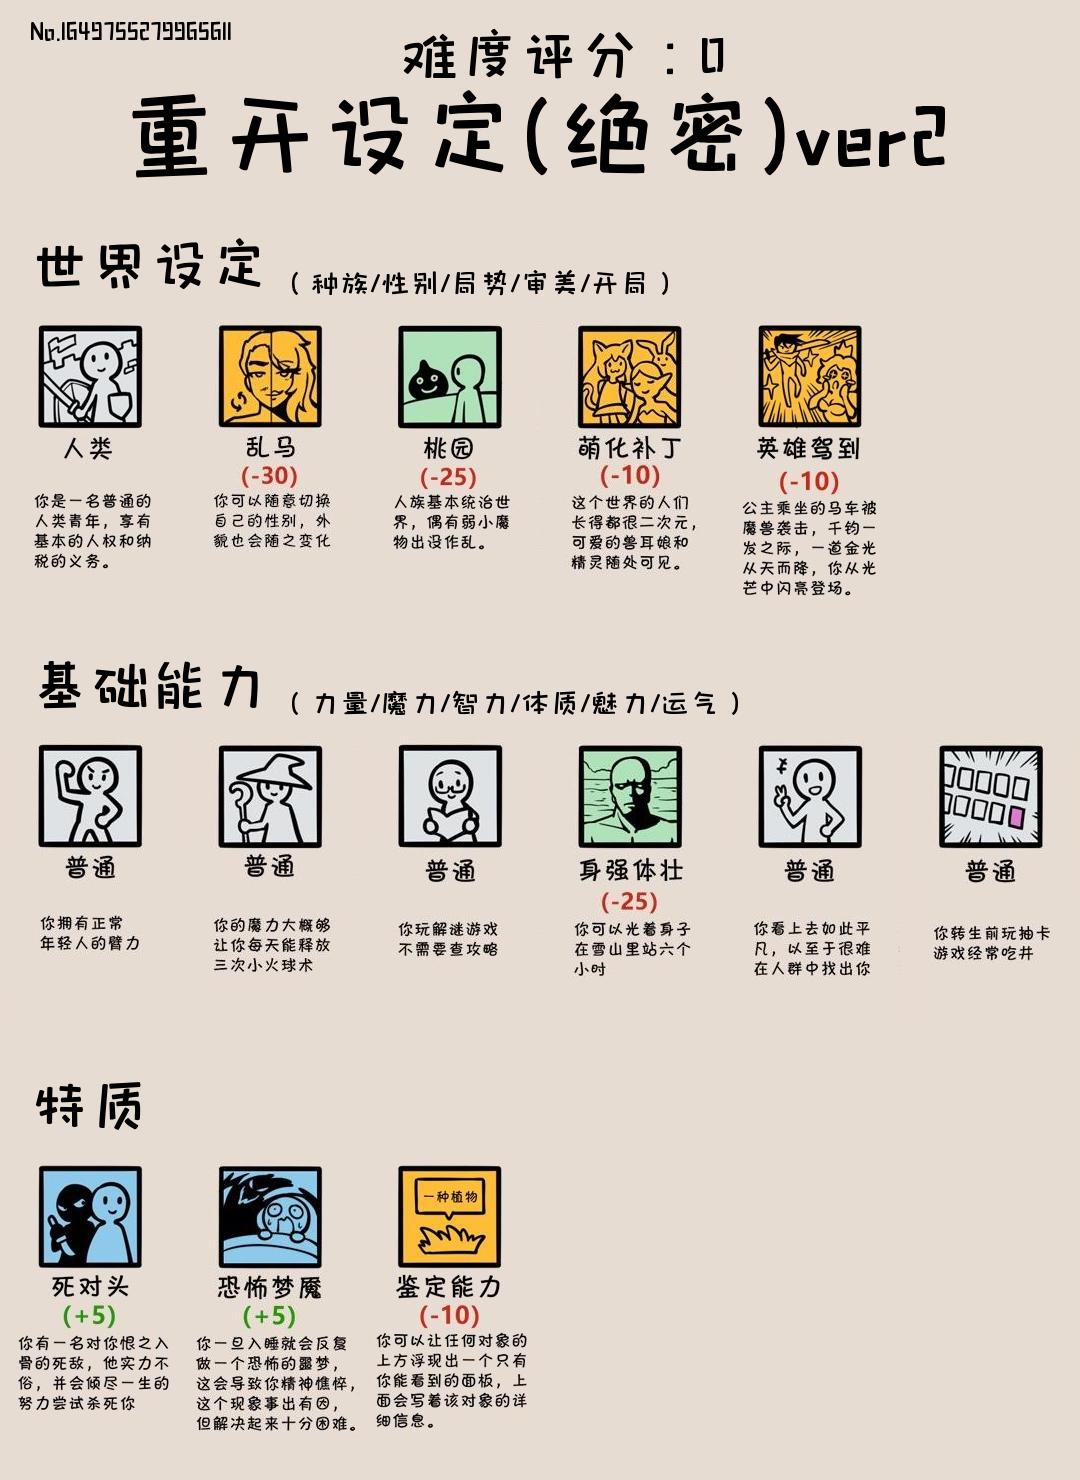 No.1649755279965611
难度评分：0
重开设定(绝密)ver2
世界设定（种族/性别/局势/审美/开局）
人类
你是一名普通的
人类青年，享有
基本的人权和纳
税的义务。
乱马
(-30)
你可以随意切换
自己的性别，外
貌也会随之变化
桃园
(-25)
人族基本统治世
界，偶有弱小魔
物出没作乱。
萌化补丁
(-10)
这个世界的人们
长得都很二次元，
可爱的兽耳娘和
精灵随处可见。
英雄驾到
(-10)
公主乘坐的马车被
魔兽袭击，千钧一
发之际，一道金光
从天而降，你从光
芒中闪亮登场。
基础能力（力量/魔力/智力/体质/魅力/运气）
普通
你拥有正常
年轻人的臂力
普通
你的魔力大概够
让你每天能释放
三次小火球术
普通
你玩解谜游戏
不需要查攻略
身强体壮
(-25)
你可以光着身子
在雪山里站六个
小时
普通
你看上去如此平
凡，以至于很难
在人群中找出你
普通
你转生前玩抽卡
游戏经常吃井
特质
死对头
(+5)
你有一名对你恨之入
骨的死敌，他实力不
俗，并会倾尽一生的
努力尝试杀死你
恐怖梦魇
(+5)
你一旦入睡就会反复
做一个恐怖的噩梦，
这会导致你精神憔悴，
这个现象事出有因，
但解决起来十分困难。
一种植物
鉴定能力
(-10)
你可以让任何对象的
上方浮现出一个只有
你能看到的面板，上
面会写着该对象的详
细信息。